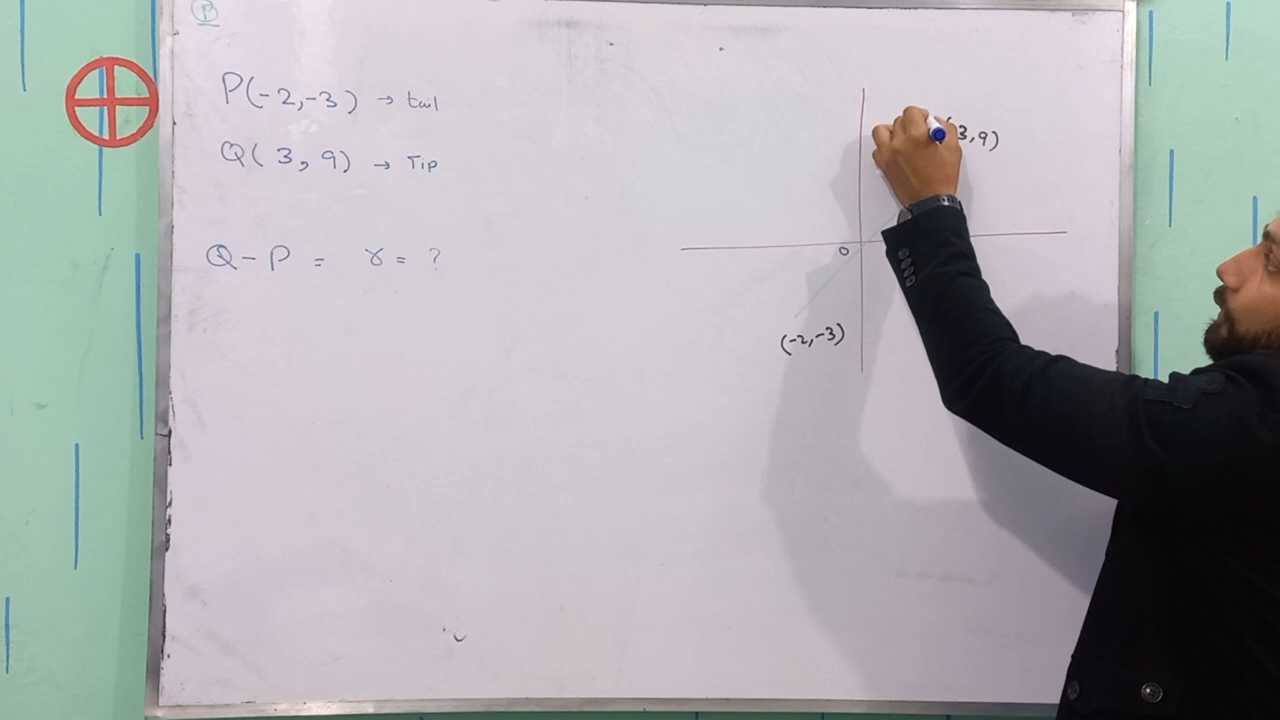 B
P(-2,-3) → tail
Q( 3, 9) → Tip
Q - P = r = ?
3,9)
0
(-2,-3)